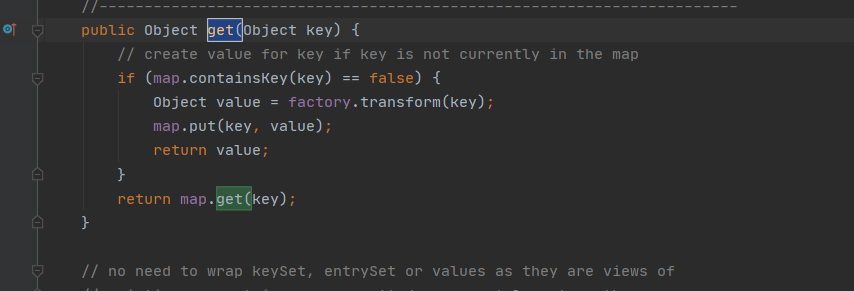 //-----------------------------------------------------------------------
public Object get(Object key) {
// create value for key if key is not currently in the map
if (map.containsKey(key) == false) {
Object value = factory.transform(key);
map.put(key, value);
return value;
}
return map.get(key);
}
// no need to wrap keySet, entrySet or values as they are views of